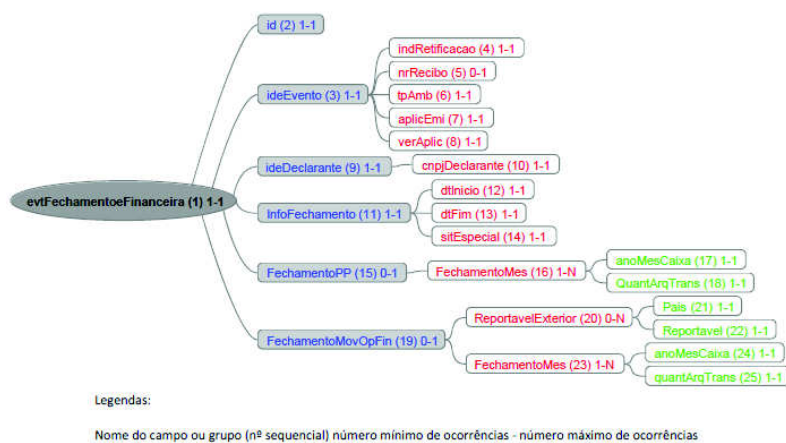 id (2) 1-1
indRetificacao (4) 1-1
nrRecibo (5) 0-1
ideEvento (3) 1-1
tpAmb (6) 1-1
aplicEmi (7) 1-1
verAplic (8) 1-1
ideDeclarante (9) 1-1
cnpjDeclarante (10) 1-1
evtFechamentoeFinanceira (1) 1-1
dtInicio (12) 1-1
InfoFechamento (11) 1-1
dtFim (13) 1-1
sitEspecial (14) 1-1
FechamentoPP (15) 0-1
FechamentoMes (16) 1-N
anoMesCaixa (17) 1-1
QuantArqTrans (18) 1-1
FechamentoMovOpFin (19) 0-1
ReportavelExterior (20) 0-N
Pais (21) 1-1
Reportavel (22) 1-1
FechamentoMes (23) 1-N
anoMesCaixa (24) 1-1
quantArqTrans (25) 1-1
Legendas:
Nome do campo ou grupo (nº sequencial) número mínimo de ocorrências - número máximo de ocorrências